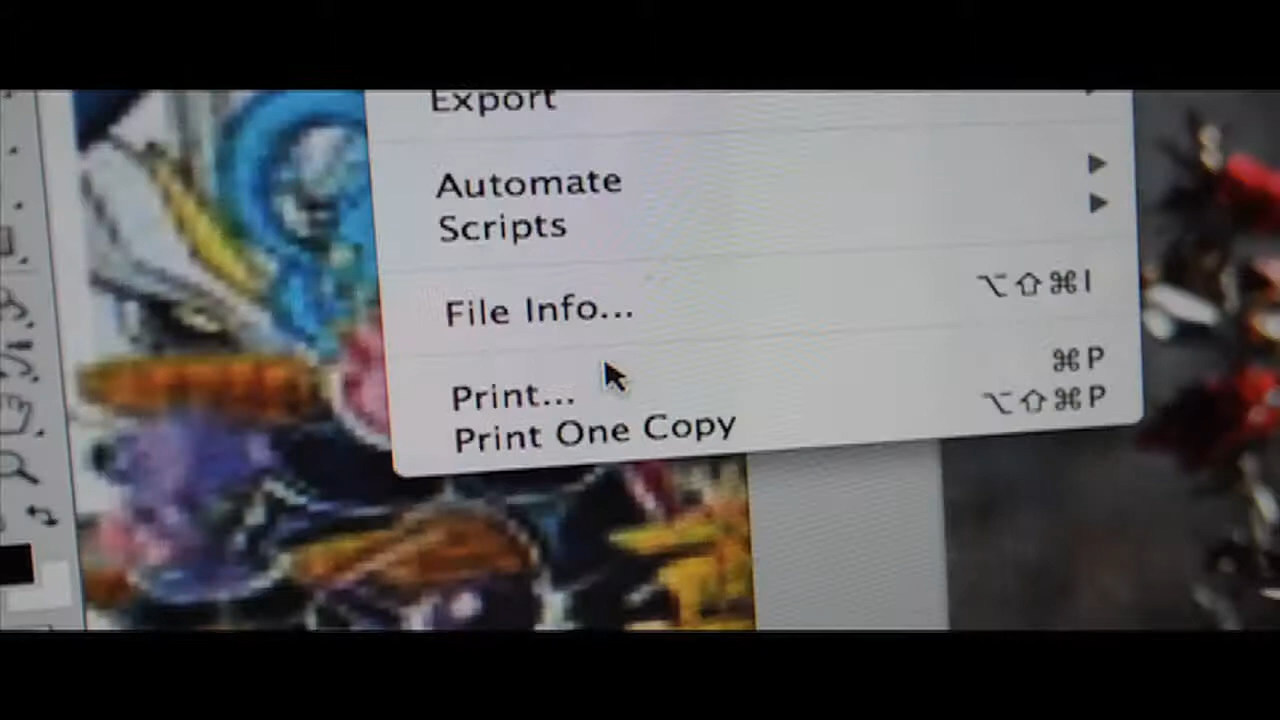 Export
Automate
Scripts
File Info... ⌥⇧⌘I
Print... ⌘P
Print One Copy ⌥⇧⌘P